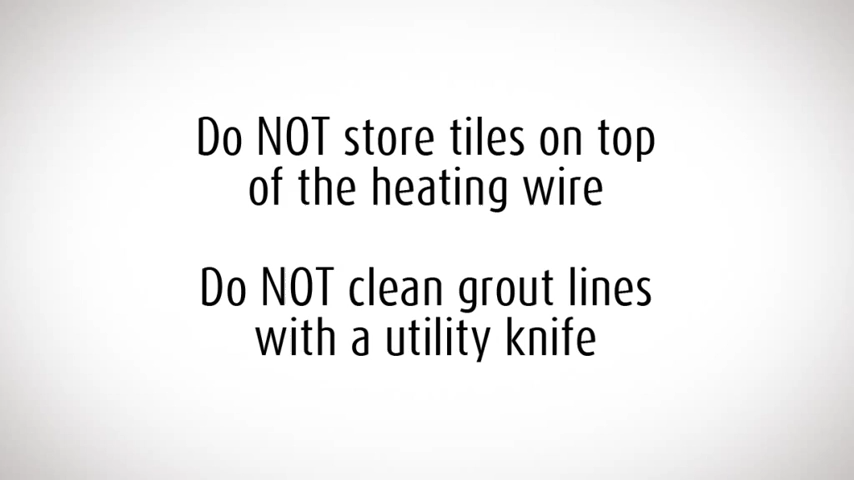 Do NOT store tiles on top
of the heating wire
Do NOT clean grout lines
with a utility knife